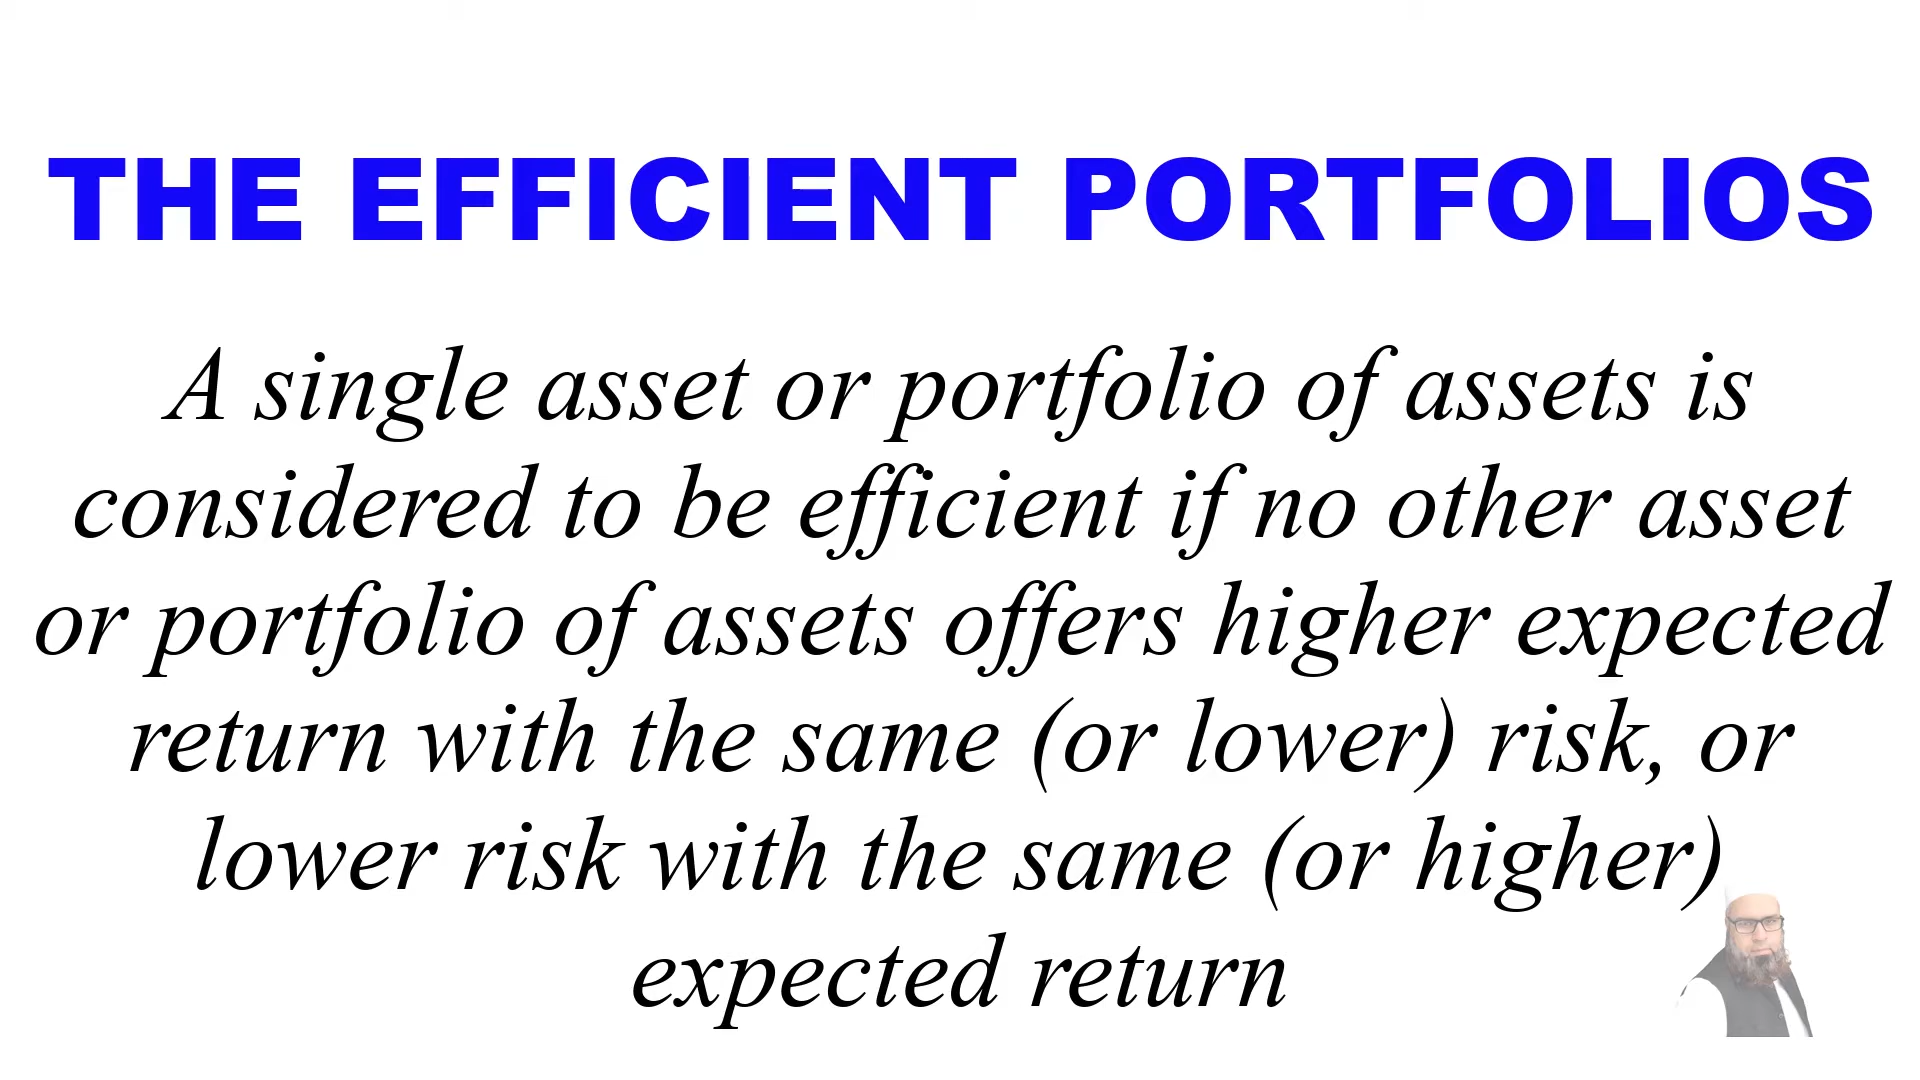 THE EFFICIENT PORTFOLIOS
A single asset or portfolio of assets is
considered to be efficient if no other asset
or portfolio of assets offers higher expected
return with the same (or lower) risk, or
lower risk with the same (or higher)
expected return